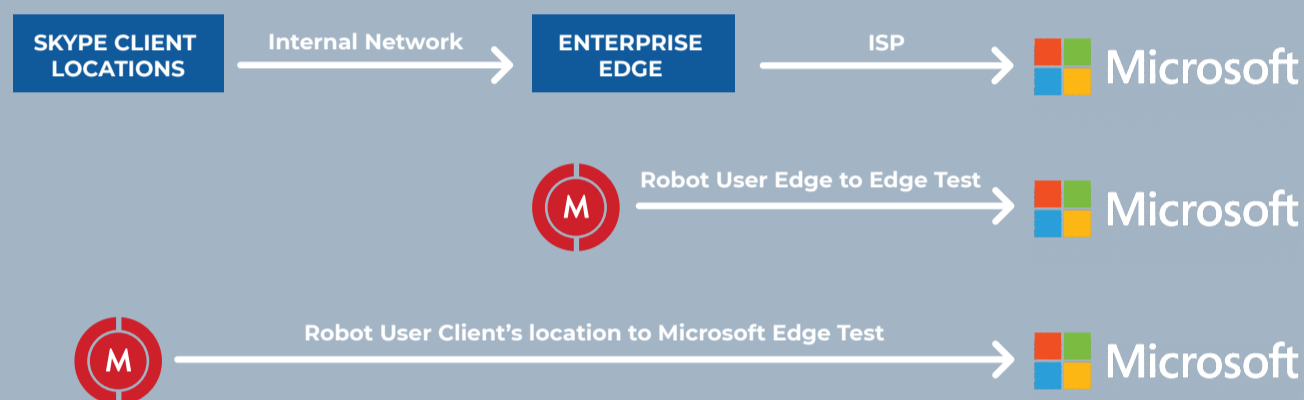 SKYPE CLIENT
LOCATIONS
Internal Network
ENTERPRISE
EDGE
ISP
Microsoft
M
Robot User Edge to Edge Test
Microsoft
M
Robot User Client's location to Microsoft Edge Test
Microsoft